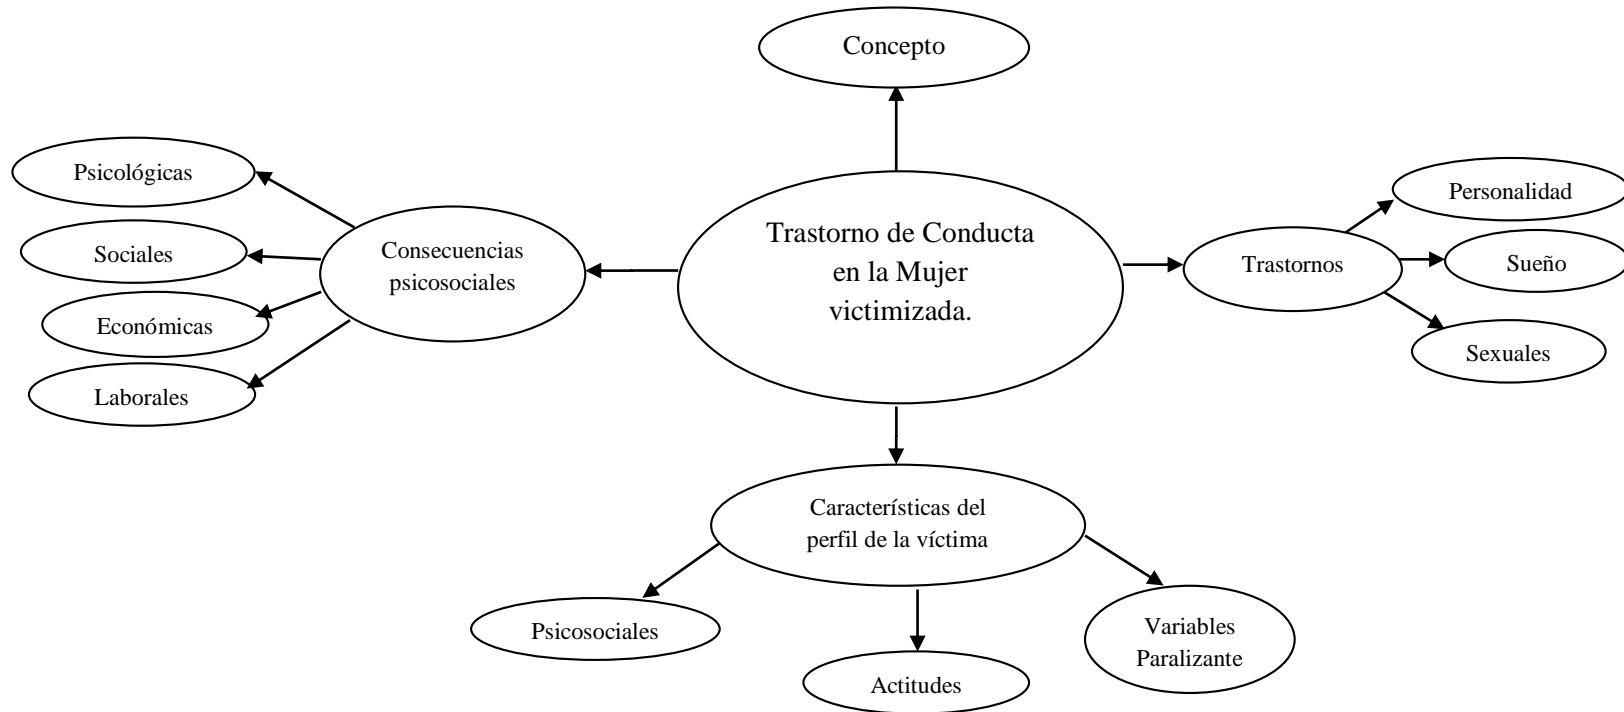 Concepto
Psicológicas
Sociales
Económicas
Laborales
Consecuencias
psicosociales
Trastorno de Conducta
en la Mujer
victimizada.
Trastornos
Personalidad
Sueño
Sexuales
Característicás del
perfil de la víctima
Psicosociales
Actitudes
Variables
Paralizante